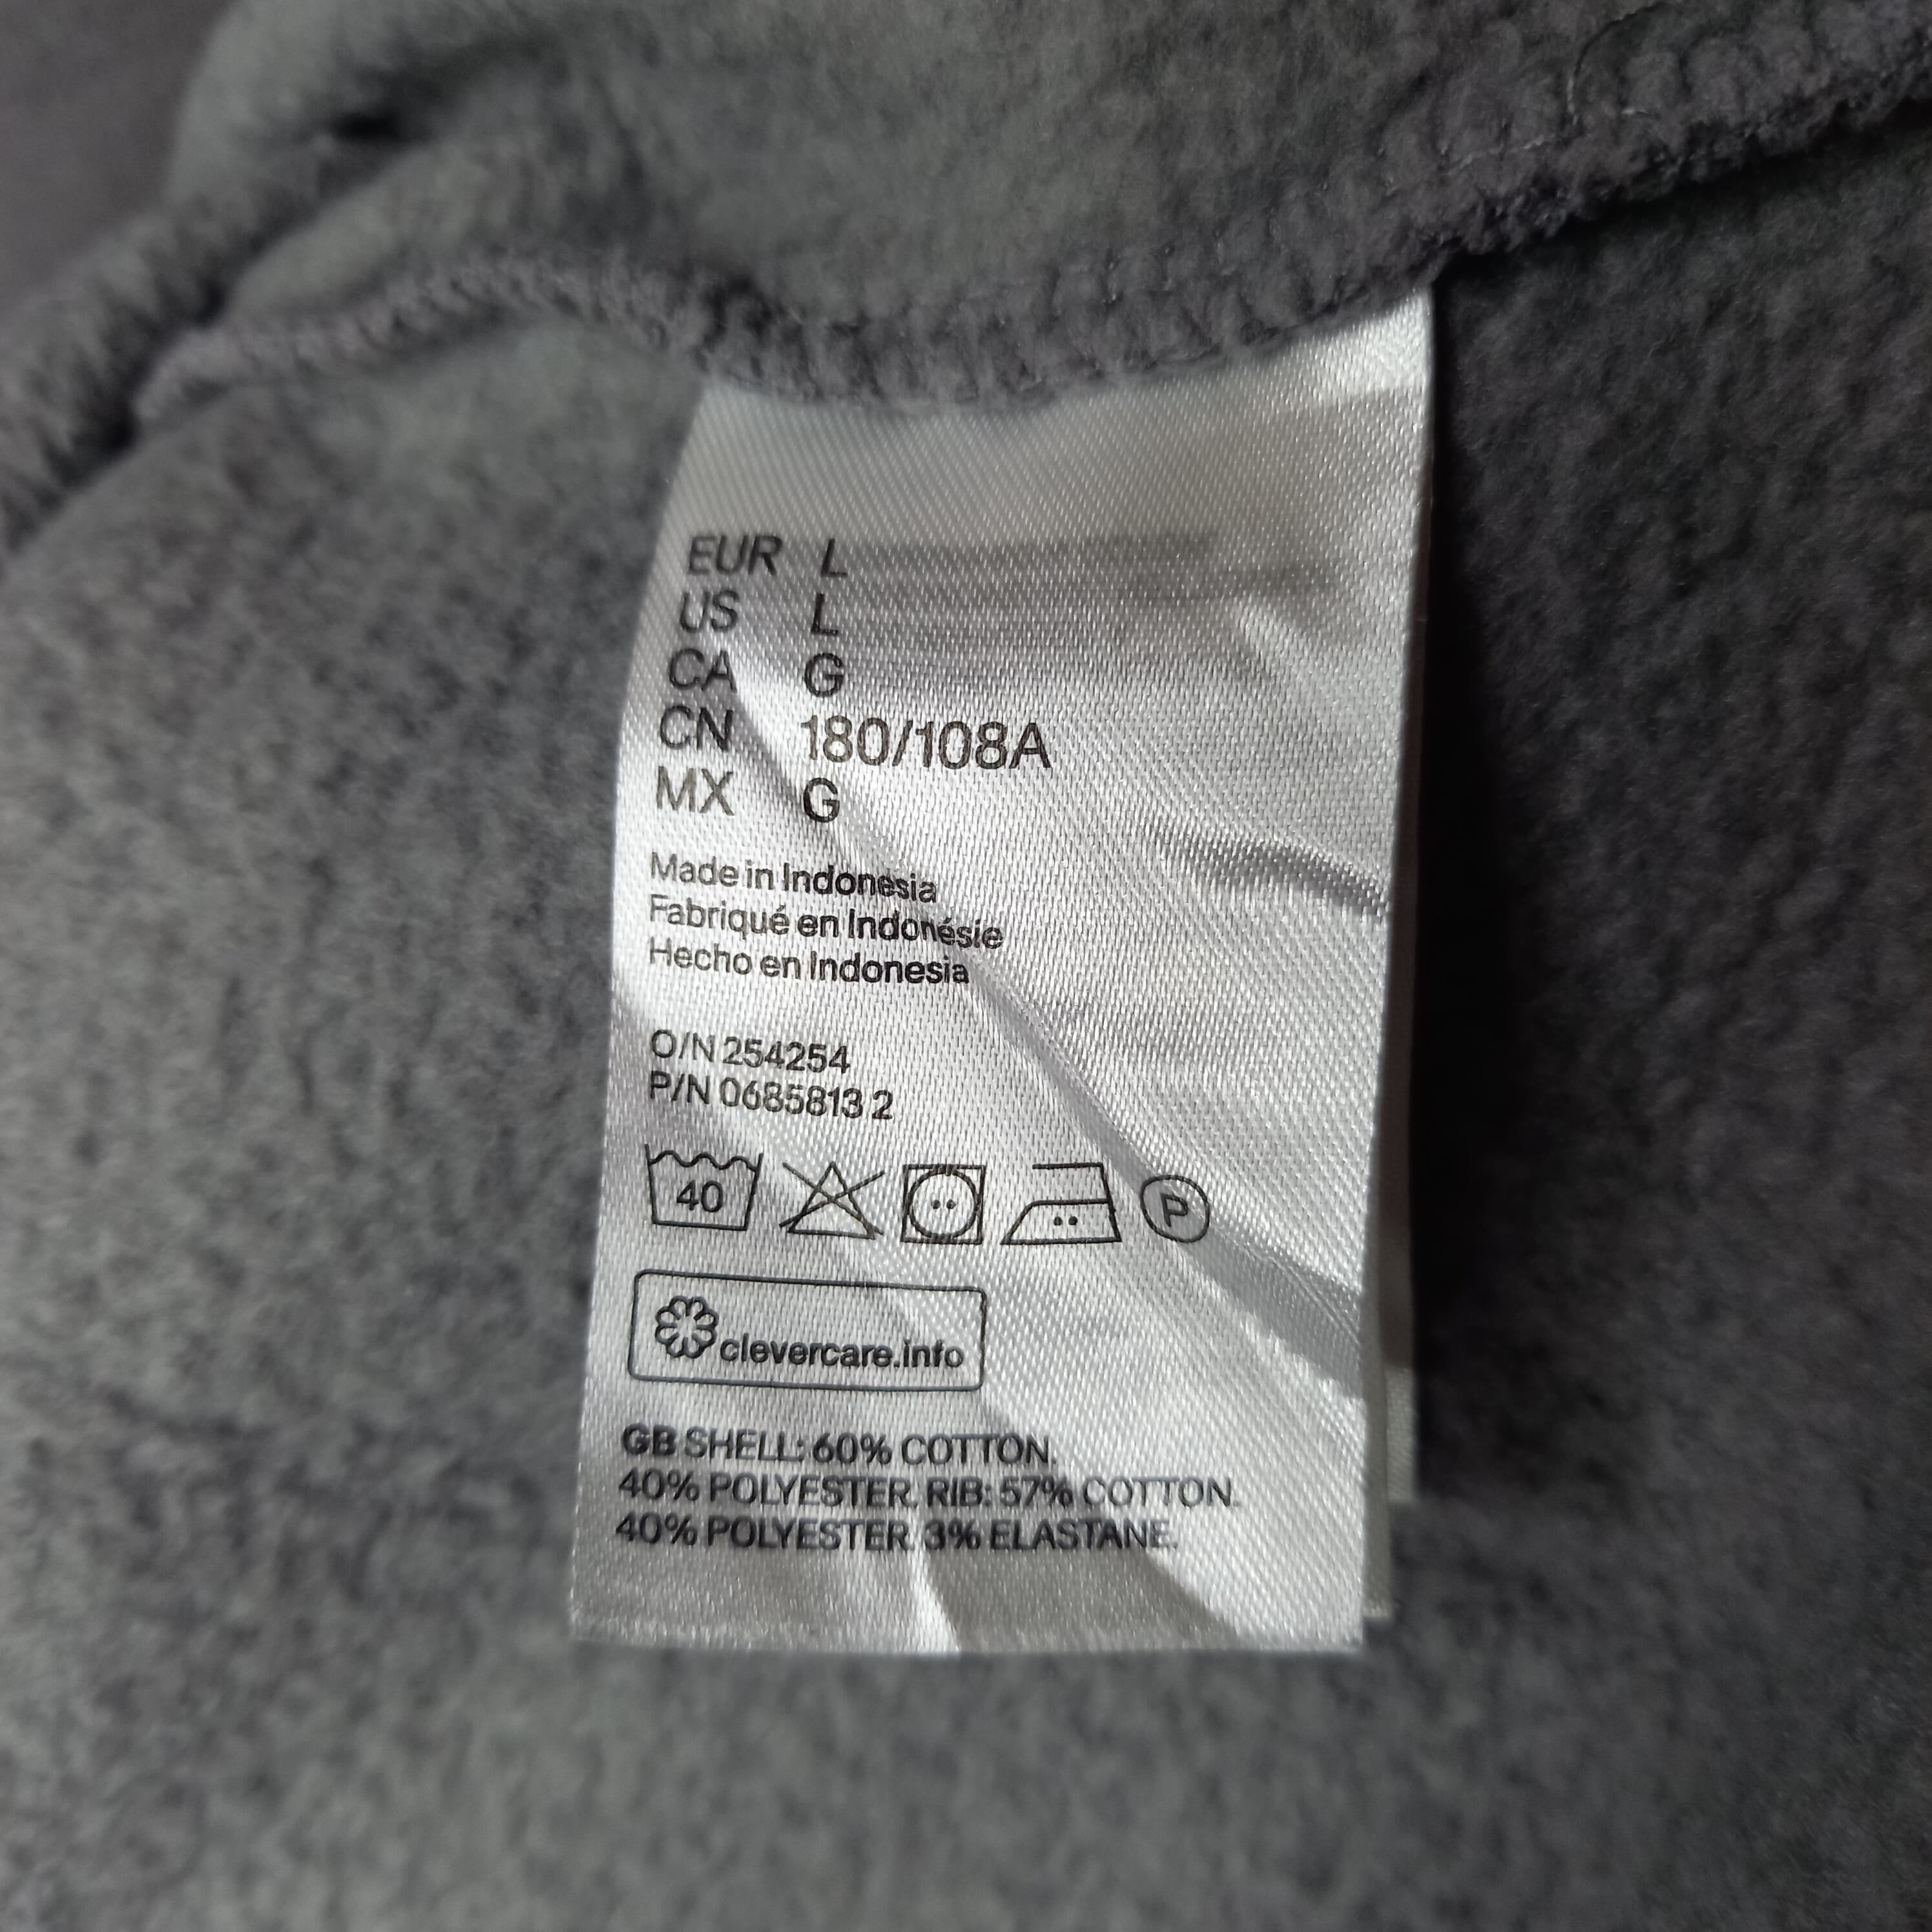 EUR L
US L
CA G
CN 180/108A
MX G
Made in Indonesia
Fabriqué en Indonésie
Hecho en Indonesia
O/N 254254
P/N 0685813 2
40
P
clevercare.info
GB SHELL: 60% COTTON.
40% POLYESTER. RIB: 57% COTTON.
40% POLYESTER. 3% ELASTANE.